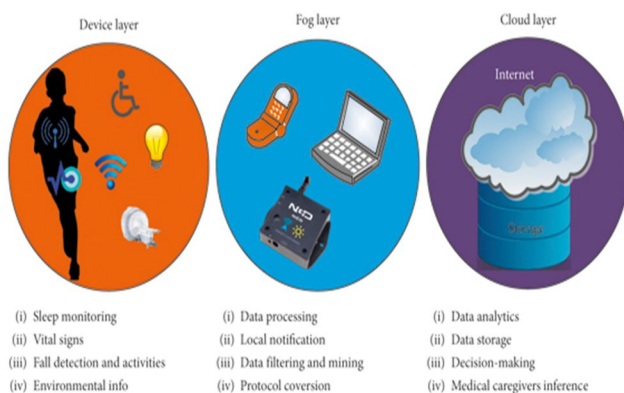 Device layer
Fog layer
Cloud layer
Internet
Storage
(i) Sleep monitoring
(ii) Vital signs
(iii) Fall detection and activities
(iv) Environmental info
(i) Data processing
(ii) Local notification
(iii) Data filtering and mining
(iv) Protocol coversion
(i) Data analytics
(ii) Data storage
(iii) Decision-making
(iv) Medical caregivers inference